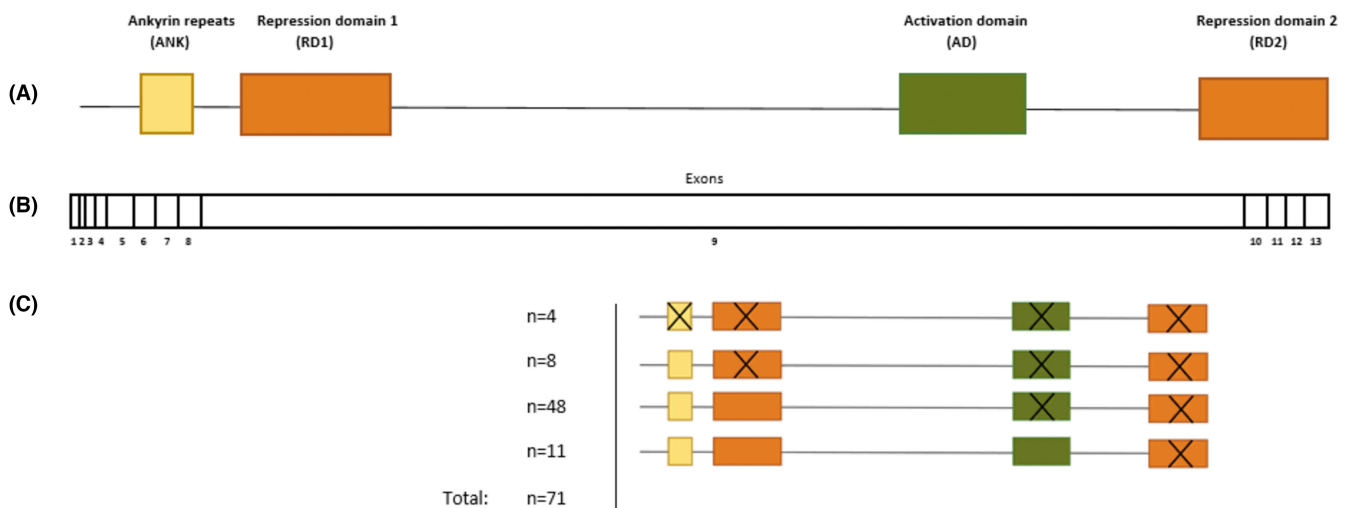 Ankyrin repeats
(ANK)
Repression domain 1
(RD1)
Activation domain
(AD)
Repression domain 2
(RD2)
(A)
Exons
(B)
1 2 3 4 5 6 7 8 9 10 11 12 13
(C)
n=4
n=8
n=48
n=11
Total: n=71